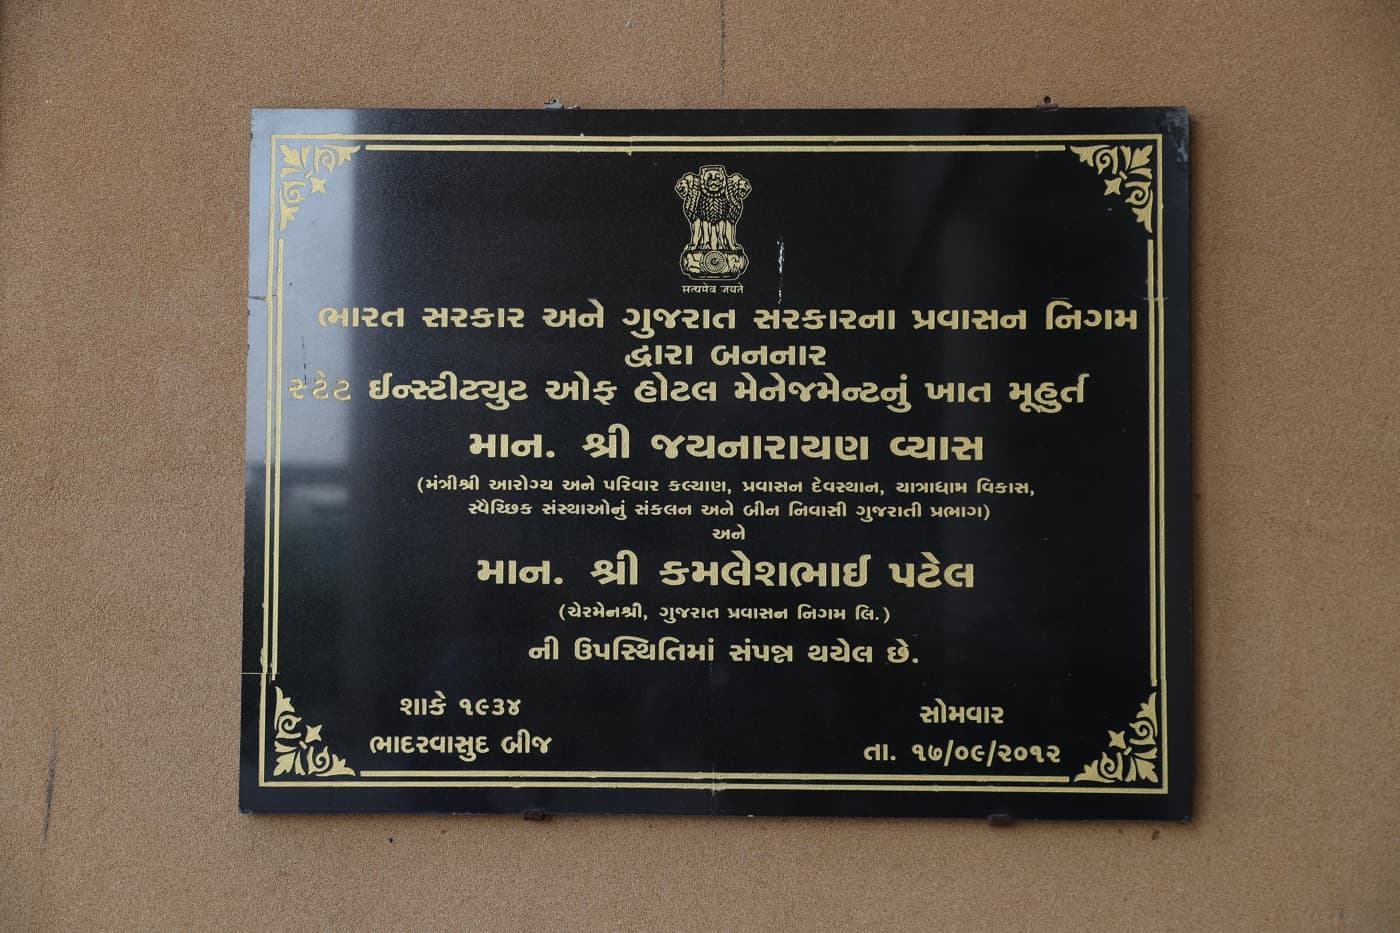 सत्यमेव जयते
ભારત સરકાર અને ગુજરાત સરકારના પ્રવાસન નિગમ
દ્વારા બનનાર
સ્ટેટ ઈન્સ્ટીટ્યુટ ઓફ હોટલ મેનેજમેન્ટનું ખાત મૂહુર્ત
માન. શ્રી જયનારાયણ વ્યાસ
(મંત્રીશ્રી આરોગ્ય અને પરિવાર કલ્યાણ, પ્રવાસન દેવસ્થાન, યાત્રાધામ વિકાસ,
સ્વૈચ્છિક સંસ્થાઓનું સંકલન અને બીન નિવાસી ગુજરાતી પ્રભાગ)
અને
માન. શ્રી કમલેશભાઈ પટેલ
(ચેરમેનશ્રી, ગુજરાત પ્રવાસન નિગમ લિ.)
ની ઉપસ્થિતિમાં સંપન્ન થયેલ છે.
શાકે ૧૯૩૪
ભાદરવાસુદ બીજ
સોમવાર
તા. ૧૭/૦૯/૨૦૧૨